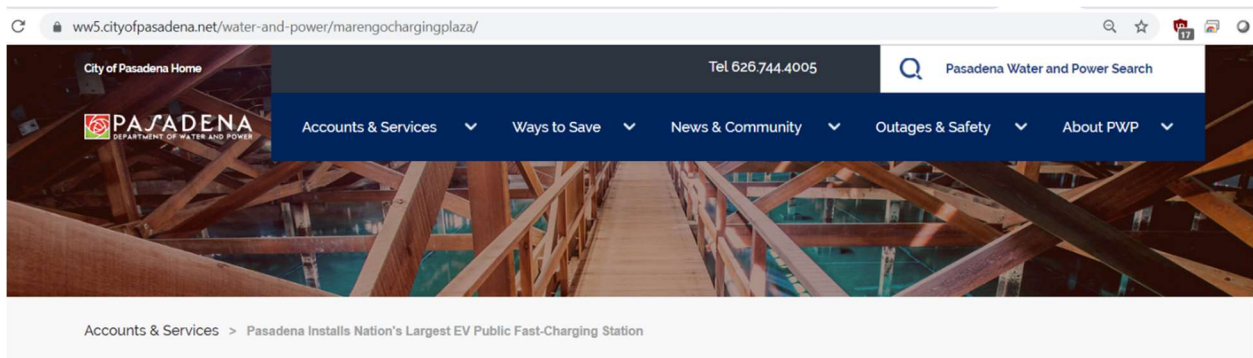 ww5.cityofpasadena.net/water-and-power/marengochargingplaza/
17
City of Pasadena Home
Tel 626.744.4005
Pasadena Water and Power Search
PASADENA
DEPARTMENT OF WATER AND POWER
Accounts & Services
Ways to Save
News & Community
Outages & Safety
About PWP
Accounts & Services > Pasadena Installs Nation's Largest EV Public Fast-Charging Station